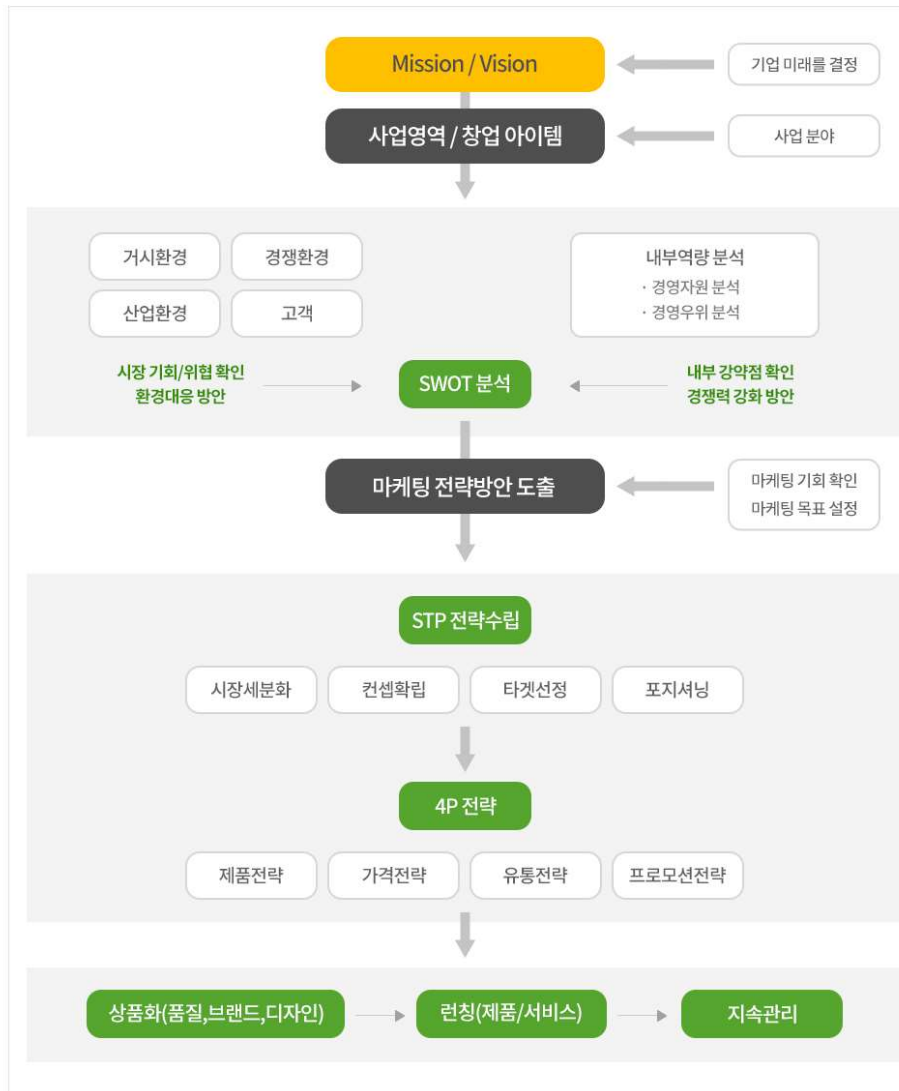 Mission / Vision
기업 미래를 결정
사업영역 / 창업 아이템
사업 분야
거시환경
경쟁환경
산업환경
고객
내부역량 분석
· 경영자원 분석
· 경영우위 분석
시장 기회/위협 확인
환경대응 방안
SWOT 분석
내부 강약점 확인
경쟁력 강화 방안
마케팅 전략방안 도출
마케팅 기회 확인
마케팅 목표 설정
STP 전략수립
시장세분화
컨셉확립
타겟선정
포지셔닝
4P 전략
제품전략
가격전략
유통전략
프로모션전략
상품화(품질,브랜드,디자인)
런칭(제품/서비스)
지속관리